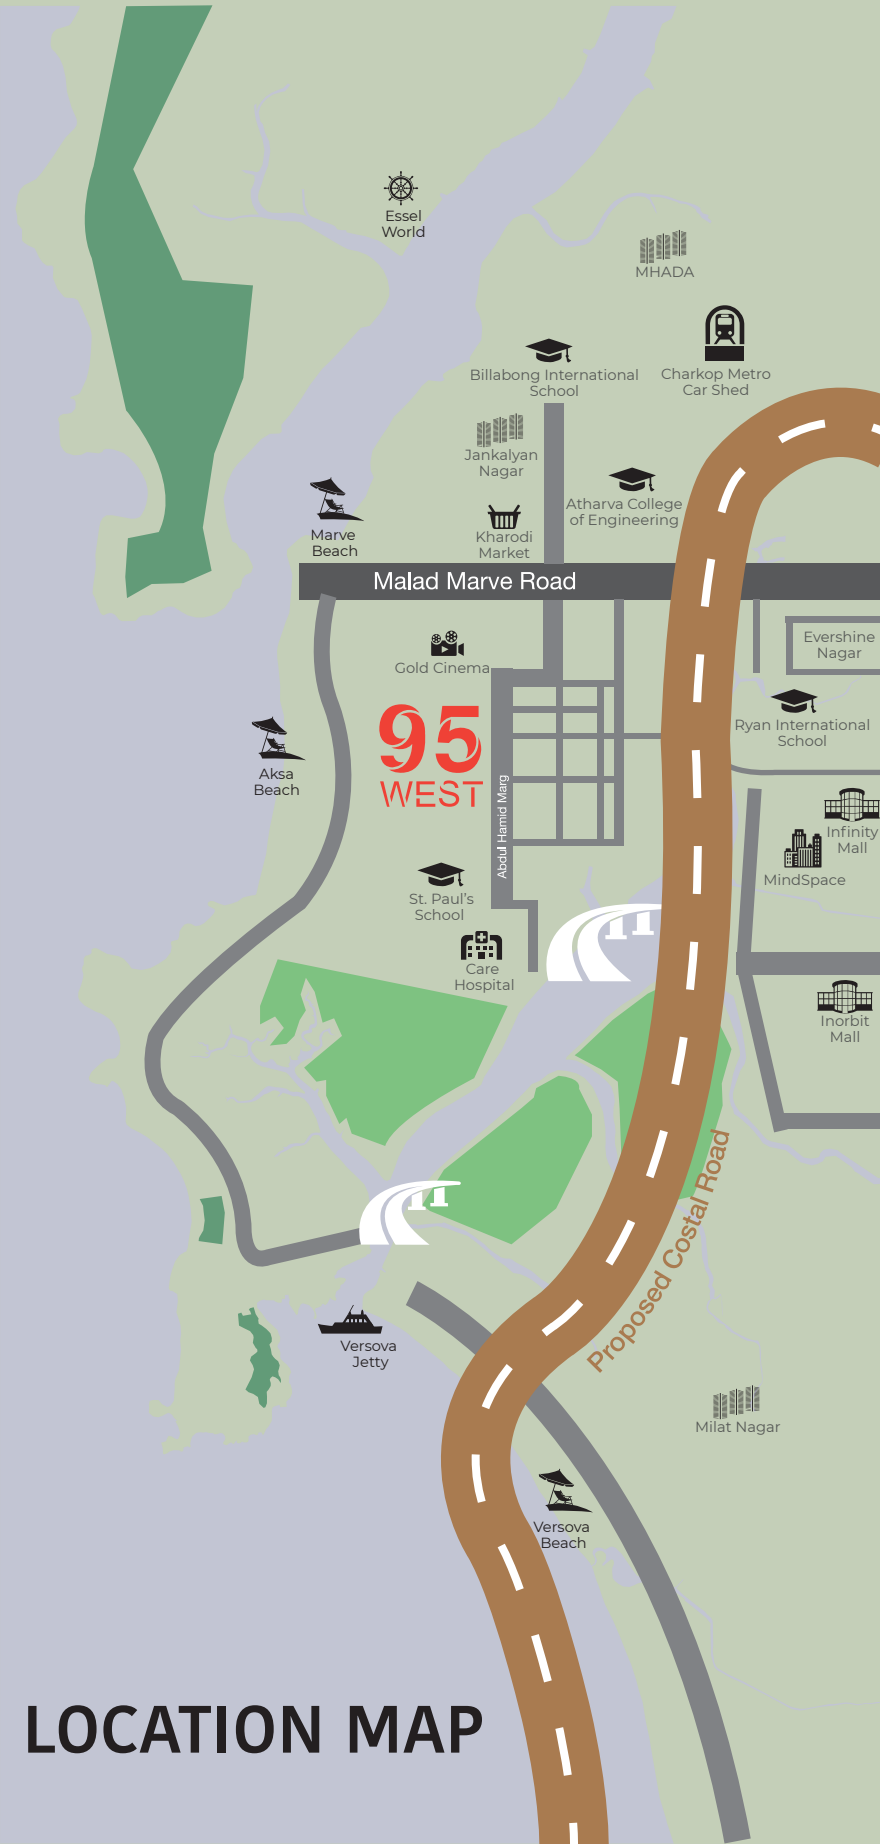 Essel
World
MHADA
Billabong International
School
Charkop Metro
Car Shed
Jankalyan
Nagar
Atharva College
of Engineering
Marve
Beach
Kharodi
Market
Malad Marve Road
Evershine
Nagar
Gold Cinema
95
WEST
Ryan International
School
Aksa
Beach
Abdul Hamid Marg
Infinity
Mall
MindSpace
St. Paul's
School
Care
Hospital
Inorbit
Mall
Proposed Costal Road
Versova
Jetty
Milat Nagar
Versova
Beach
LOCATION MAP